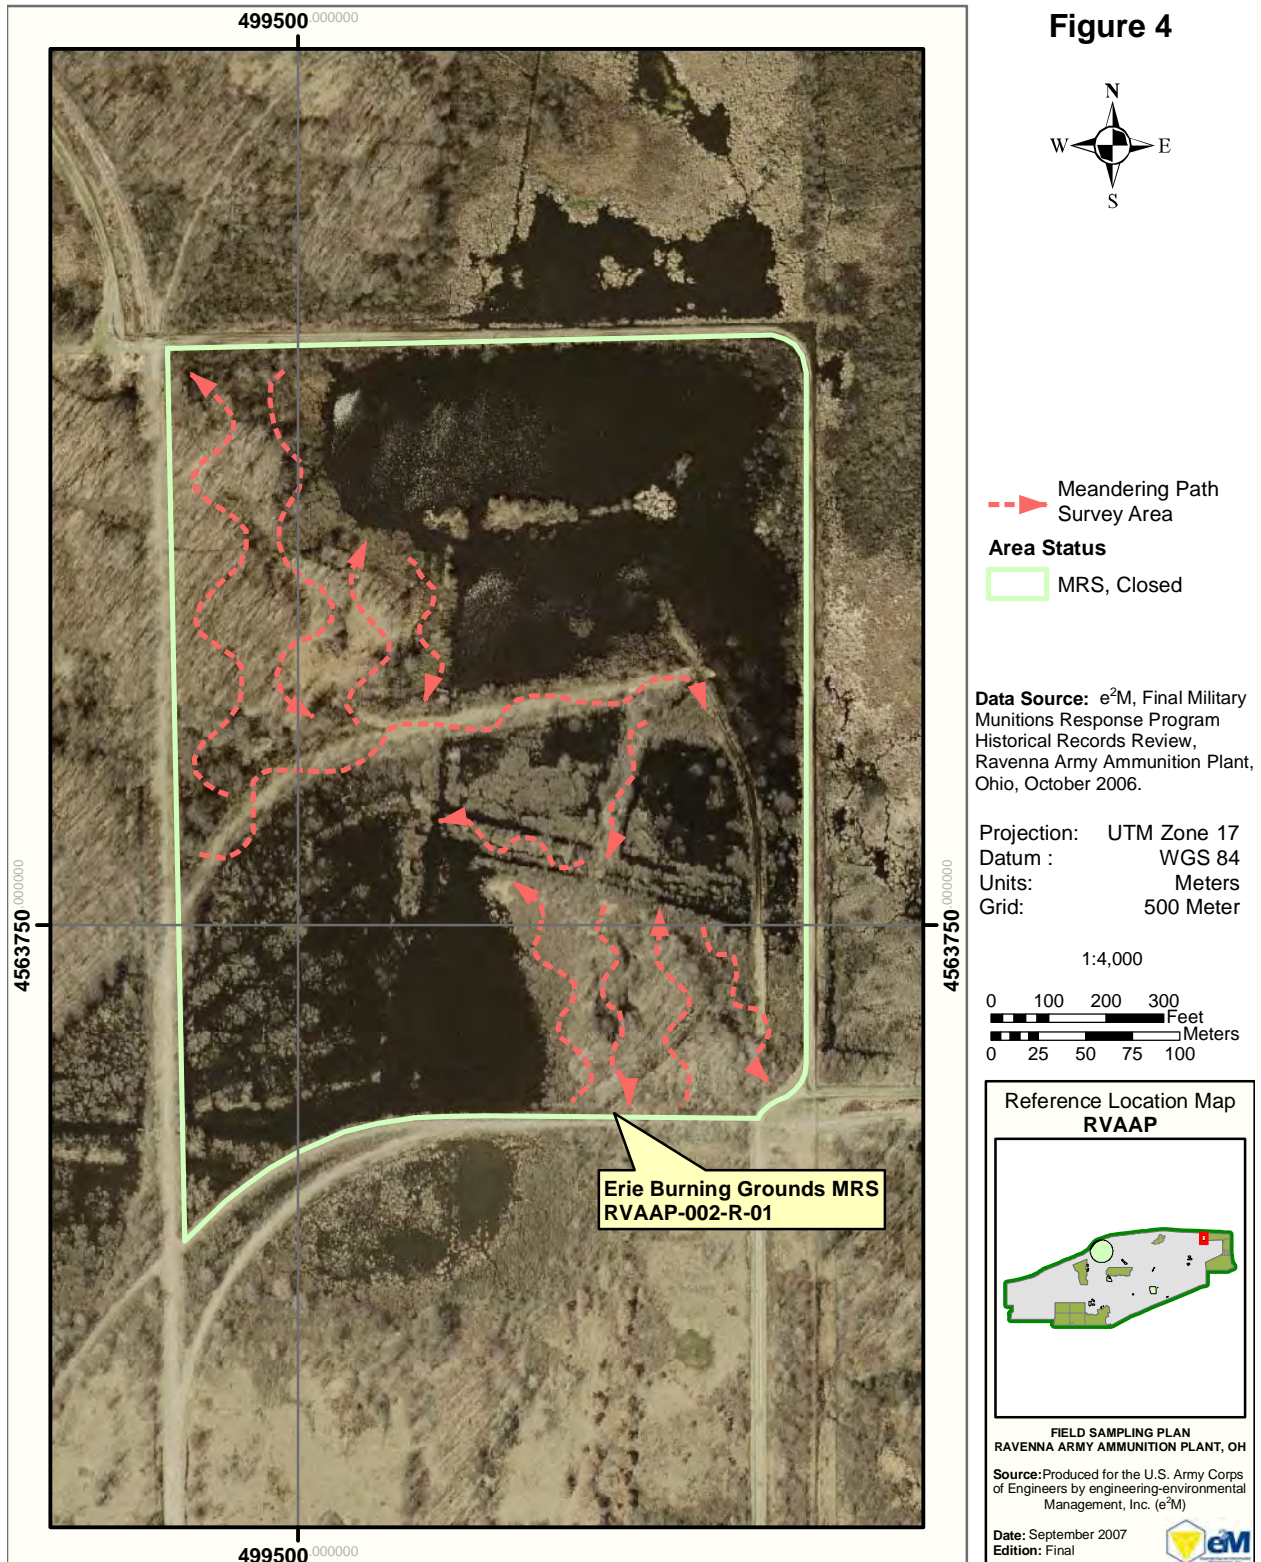 Figure 4
499500.000000
N
W E
S
Meandering Path
Survey Area
Area Status
MRS, Closed
Data Source: e2M, Final Military
Munitions Response Program
Historical Records Review,
Ravenna Army Ammunition Plant,
Ohio, October 2006.
Projection: UTM Zone 17
Datum : WGS 84
Units: Meters
Grid: 500 Meter
4563750.000000
4563750.000000
1:4,000
0 100 200 300
Feet
Meters
0 25 50 75 100
Erie Burning Grounds MRS
RVAAP-002-R-01
Reference Location Map
RVAAP
FIELD SAMPLING PLAN
RAVENNA ARMY AMMUNITION PLANT, OH
Source:Produced for the U.S. Army Corps
of Engineers by engineering-environmental
Management, Inc. (e2M)
Date: September 2007
Edition: Final
e2M
499500.000000